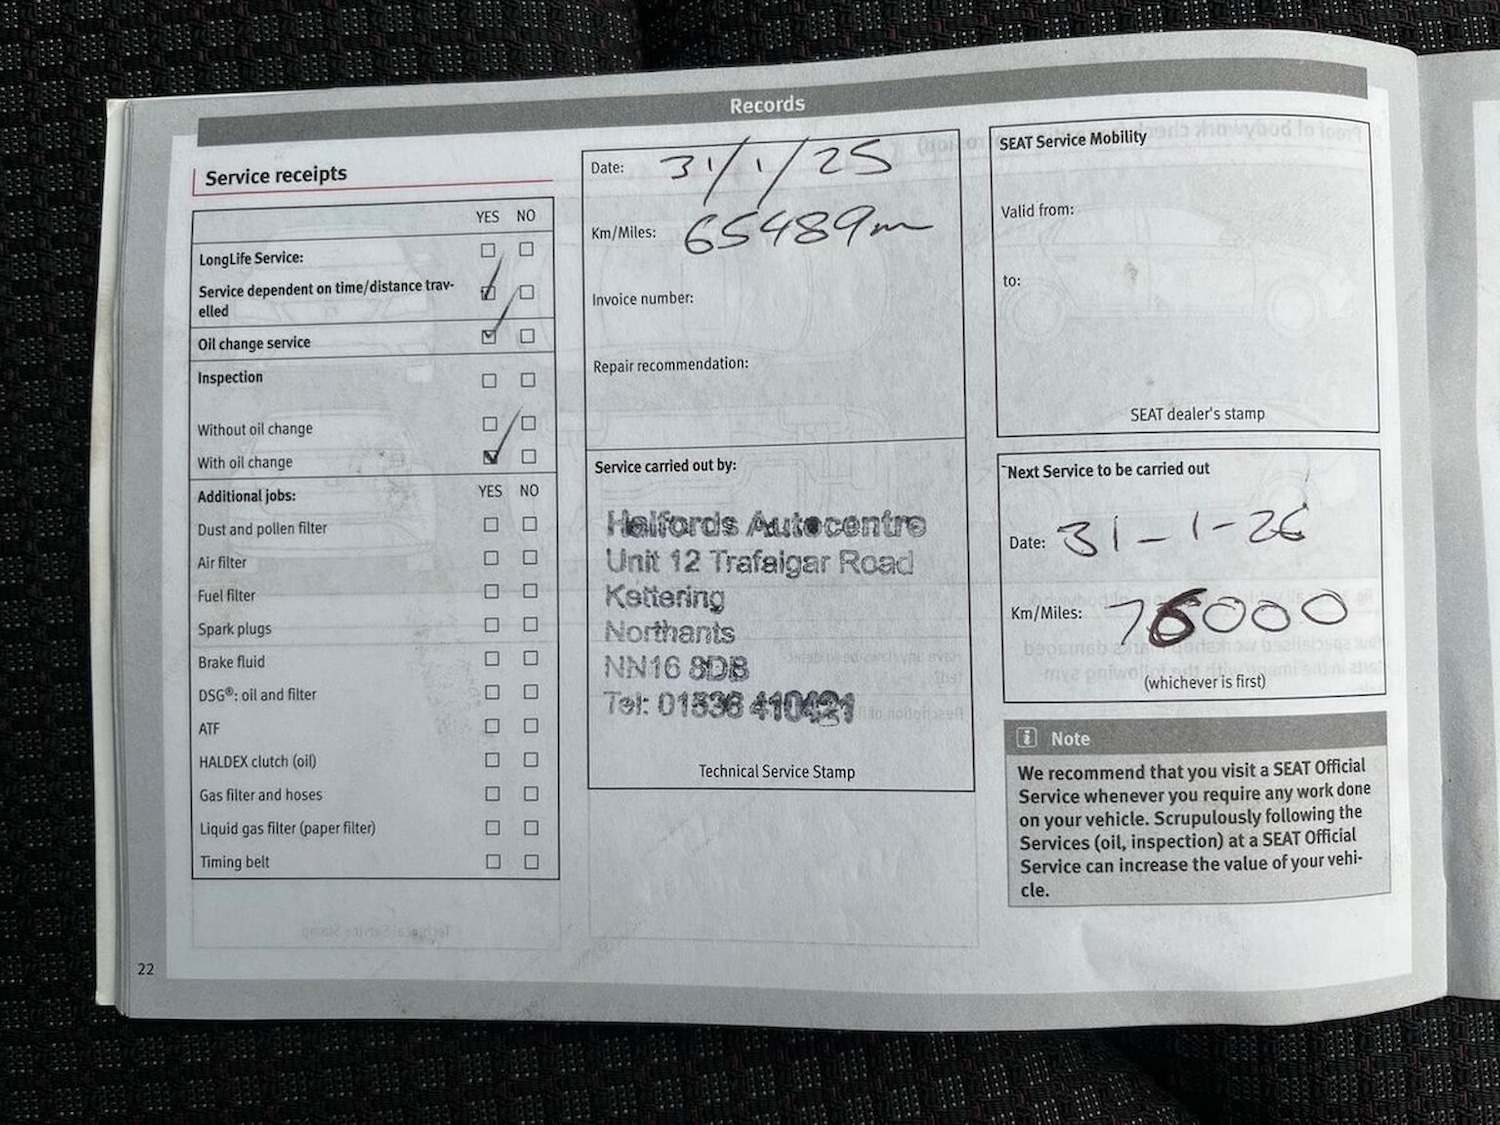 Records
Service receipts
YES NO
LongLife Service:
Service dependent on time/distance trav-
elled
Oil change service
Inspection
Without oil change
With oil change
Additional jobs: YES NO
Dust and pollen filter
Air filter
Fuel filter
Spark plugs
Brake fluid
DSG®: oil and filter
ATF
HALDEX clutch (oil)
Gas filter and hoses
Liquid gas filter (paper filter)
Timing belt
22
Date: 31/1/25
Km/Miles: 65489m
Invoice number:
Repair recommendation:
Service carried out by:
Halfords Autocentre
Unit 12 Trafalgar Road
Kettering
Northants
NN16 8DB
Tel: 01536 410421
Technical Service Stamp
SEAT Service Mobility
Valid from:
to:
SEAT dealer's stamp
Next Service to be carried out
Date: 31-1-26
Km/Miles: 76000
(whichever is first)
i Note
We recommend that you visit a SEAT Official
Service whenever you require any work done
on your vehicle. Scrupulously following the
Services (oil, inspection) at a SEAT Official
Service can increase the value of your vehi-
cle.